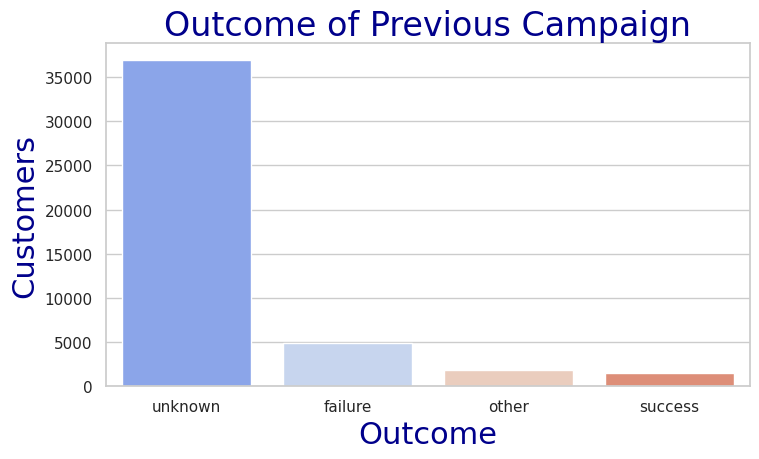 Outcome of Previous Campaign
Customers
35000
30000
25000
20000
15000
10000
5000
0
unknown failure other success
Outcome